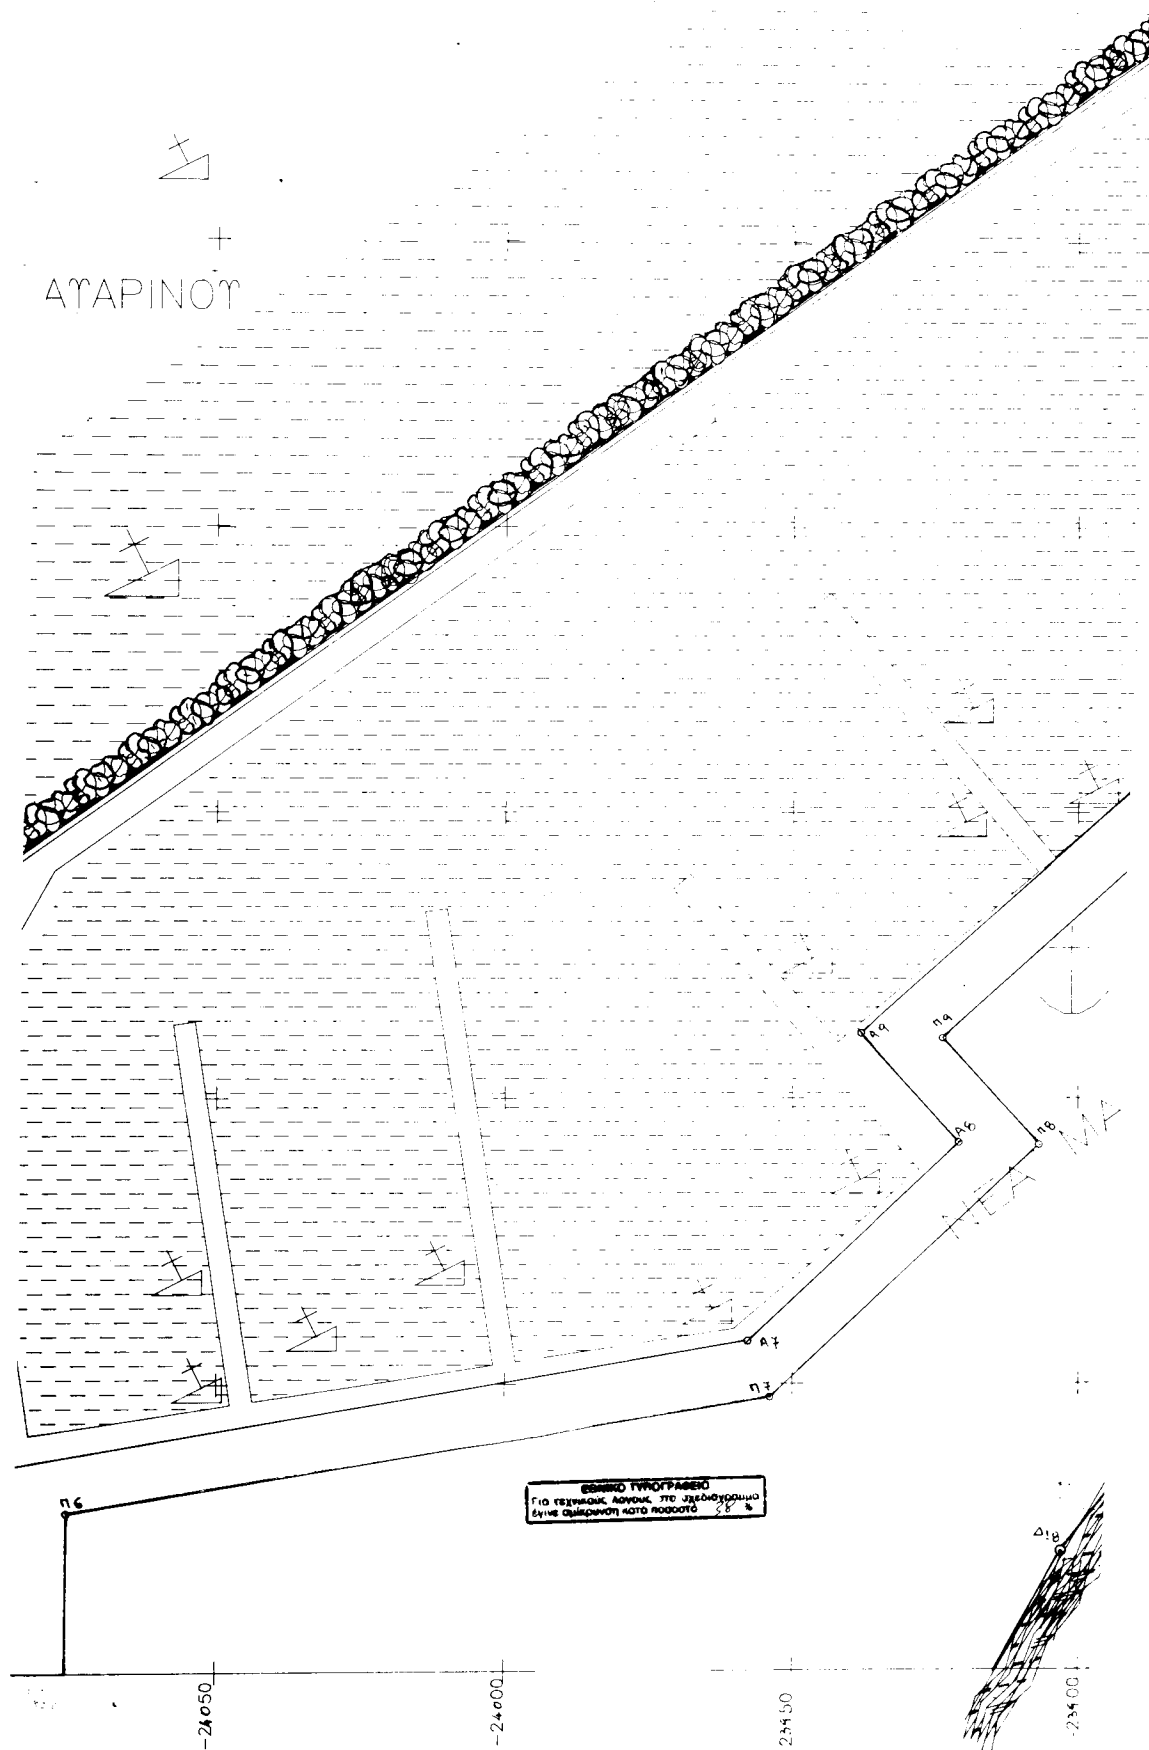 ΑΥΑΡΙΝΟΥ
Α9
Π9
Α8
Π8
ΝΕΑ ΜΑ
Α7
Π7
Π6
ΕΘΝΙΚΟ ΤΥΠΟΓΡΑΦΕΙΟ
Για τεχνικούς λόγους στο σχεδιάγραμμα
έγινε σμίκρυνση κατά ποσοστό 58 %
Δ18
-24050
-24000
23950
-23900